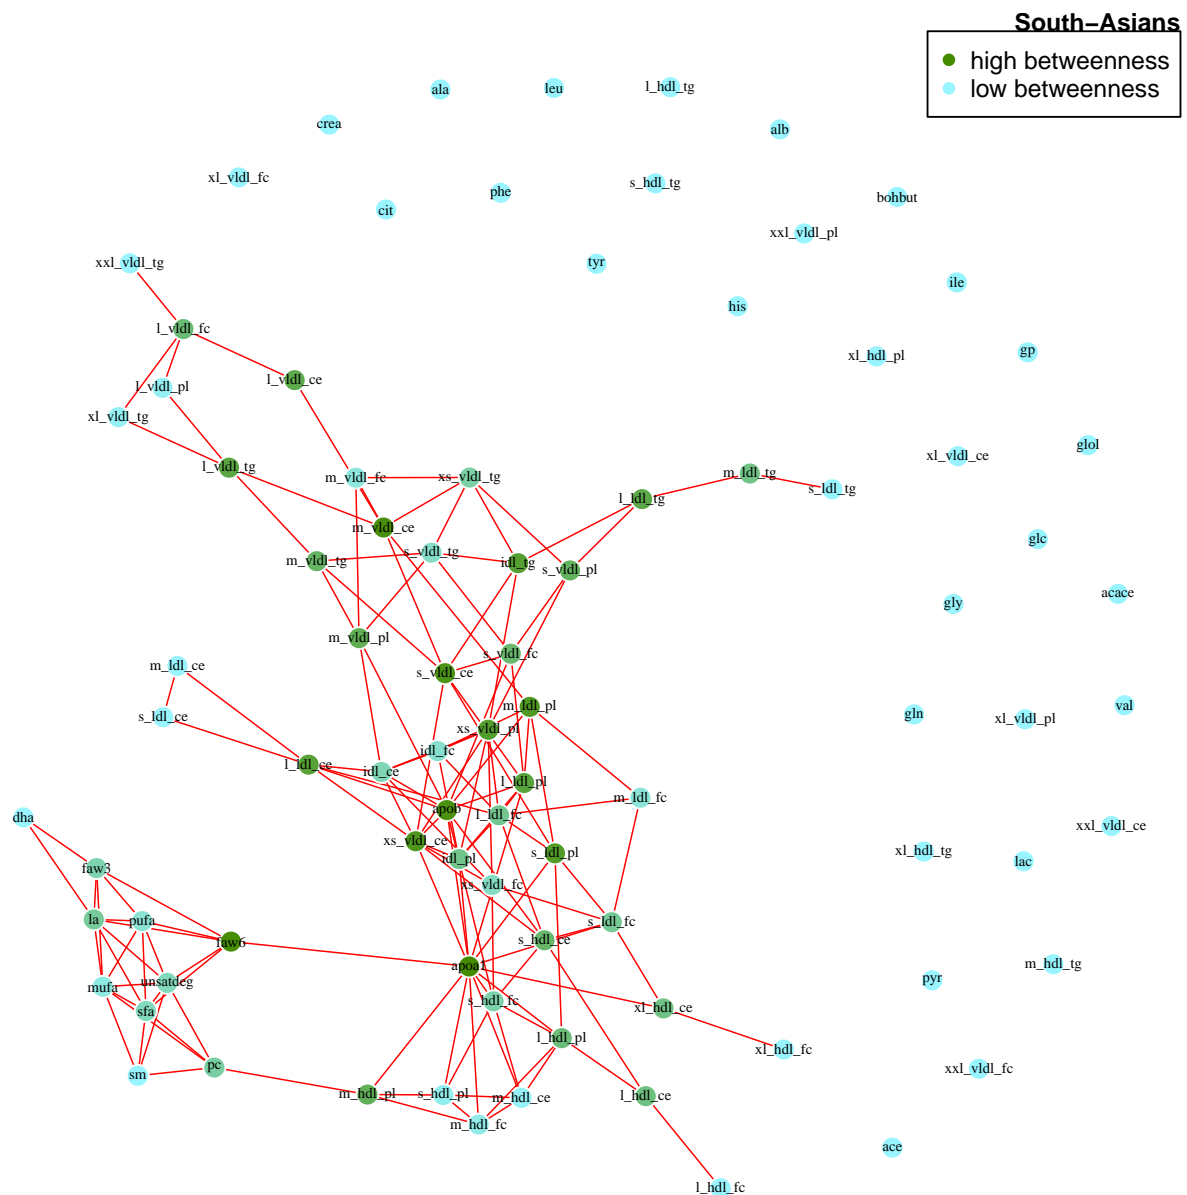 South−Asians
high betweenness
low betweenness
ala
leu
l_hdl_tg
crea
alb
xl_vldl_fc
phe
s_hdl_tg
bohbut
cit
xxl_vldl_pl
xxl_vldl_tg
tyr
ile
his
l_vldl_fc
xl_hdl_pl
gp
l_vldl_ce
l_vldl_pl
xl_vldl_tg
glol
xl_vldl_ce
l_vldl_tg
m_vldl_fc
xs_vldl_tg
m_ldl_tg
s_ldl_tg
l_ldl_tg
m_vldl_ce
glc
s_vldl_tg
m_vldl_tg
idl_tg
s_vldl_pl
acace
gly
m_vldl_pl
s_vldl_fc
m_ldl_ce
s_vldl_ce
m_ldl_pl
val
s_ldl_ce
gln
xl_vldl_pl
xs_vldl_pl
idl_fc
l_ldl_ce
idl_ce
l_ldl_pl
m_ldl_fc
apob
l_ldl_fc
dha
xxl_vldl_ce
xs_vldl_ce
idl_pl
s_ldl_pl
xl_hdl_tg
lac
faw3
xs_vldl_fc
la
pufa
s_ldl_fc
faw6
s_hdl_ce
apoa1
m_hdl_tg
unsatdeg
mufa
pyr
s_hdl_fc
sfa
xl_hdl_ce
l_hdl_pl
xl_hdl_fc
pc
sm
xxl_vldl_fc
m_hdl_pl
s_hdl_pl
m_hdl_ce
l_hdl_ce
m_hdl_fc
ace
l_hdl_fc